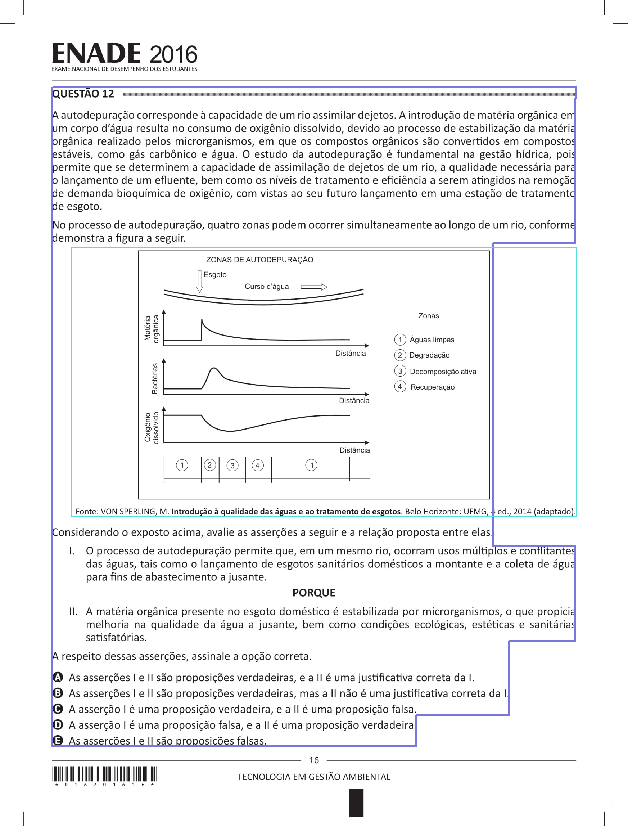 ENADE 2016
EXAME NACIONAL DE DESEMPENHO DOS ESTUDANTES
QUESTÃO 12
A autodepuração corresponde à capacidade de um rio assimilar dejetos. A introdução de matéria orgânica em
um corpo d’água resulta no consumo de oxigênio dissolvido, devido ao processo de estabilização da matéria
orgânica realizado pelos microrganismos, em que os compostos orgânicos são convertidos em compostos
estáveis, como gás carbônico e água. O estudo da autodepuração é fundamental na gestão hídrica, pois
permite que se determinem a capacidade de assimilação de dejetos de um rio, a qualidade necessária para
o lançamento de um efluente, bem como os níveis de tratamento e eficiência a serem atingidos na remoção
de demanda bioquímica de oxigênio, com vistas ao seu futuro lançamento em uma estação de tratamento
de esgoto.
No processo de autodepuração, quatro zonas podem ocorrer simultaneamente ao longo de um rio, conforme
demonstra a figura a seguir.
ZONAS DE AUTODEPURAÇÃO
Esgoto
Curso d’água
Matéria
orgânica
Distância
Bactérias
Distância
Oxigênio
dissolvido
Distância
1 2 3 4 1
Zonas
1 Águas limpas
2 Degradação
3 Decomposição ativa
4 Recuperação
Fonte: VON SPERLING, M. Introdução à qualidade das águas e ao tratamento de esgotos. Belo Horizonte: UFMG, 4 ed., 2014 (adaptado).
Considerando o exposto acima, avalie as asserções a seguir e a relação proposta entre elas.
I. O processo de autodepuração permite que, em um mesmo rio, ocorram usos múltiplos e conflitantes
das águas, tais como o lançamento de esgotos sanitários domésticos a montante e a coleta de água
para fins de abastecimento a jusante.
PORQUE
II. A matéria orgânica presente no esgoto doméstico é estabilizada por microrganismos, o que propicia
melhoria na qualidade da água a jusante, bem como condições ecológicas, estéticas e sanitárias
satisfatórias.
A respeito dessas asserções, assinale a opção correta.
A As asserções I e II são proposições verdadeiras, e a II é uma justificativa correta da I.
B As asserções I e II são proposições verdadeiras, mas a II não é uma justificativa correta da I.
C A asserção I é uma proposição verdadeira, e a II é uma proposição falsa.
D A asserção I é uma proposição falsa, e a II é uma proposição verdadeira
E As asserções I e II são proposições falsas.
16
TECNOLOGIA EM GESTÃO AMBIENTAL